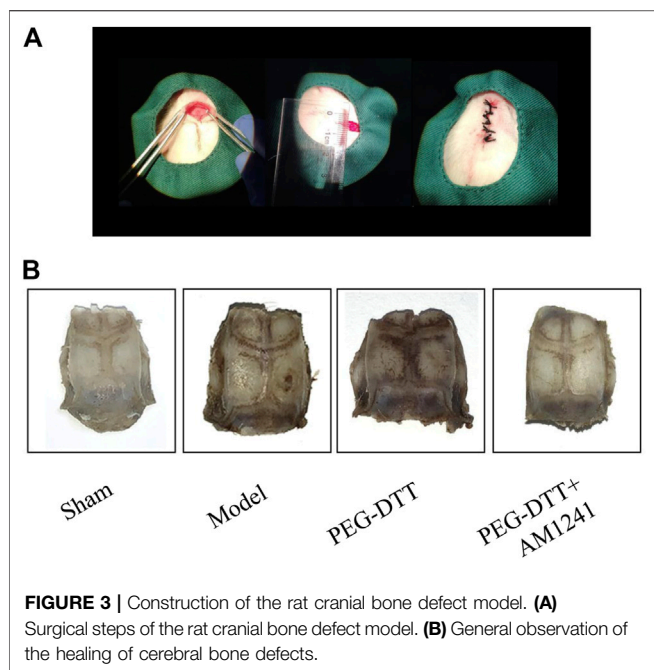 A
B
Sham
Model
PEG-DTT
PEG-DTT+
AM1241
FIGURE 3 | Construction of the rat cranial bone defect model. (A)
Surgical steps of the rat cranial bone defect model. (B) General observation of
the healing of cerebral bone defects.